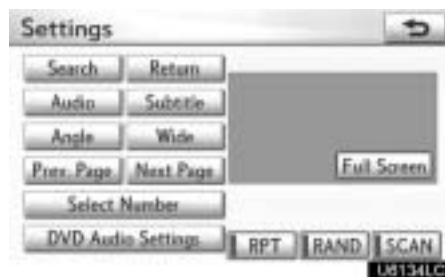 Settings
Search Return
Audio Subtitle
Angle Wide
Prev. Page Next Page
Full Screen
Select Number
DVD Audio Settings
RPT RAND SCAN
U8134LC